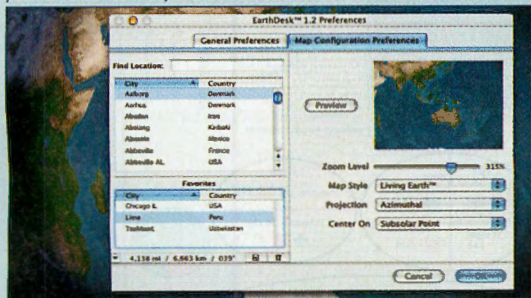 EarthDesk™ 1.2 Preferences
General Preferences Map Configuration Preferences
Find Location:
City Country
Aalborg Denmark
Aarhus Denmark
Abadan Iran
Abaiang Kiribati
Abasolo Mexico
Abbeville France
Abbeville AL USA
Favorites
City Country
Chicago IL USA
Lima Peru
Tashkent Uzbekistan
4,138 mi / 6,663 km / 039°
Preview
Zoom Level 315%
Map Style Living Earth™
Projection Azimuthal
Center On Subsolar Point
Cancel OK